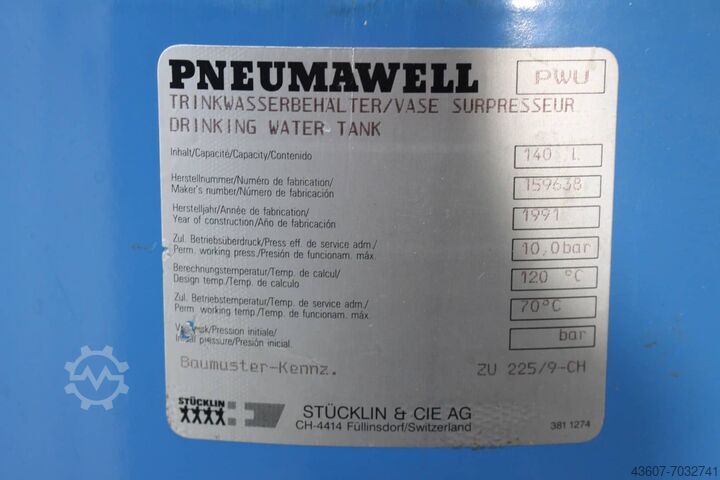 PNEUMAWELL PWU
TRINKWASSERBEHÄLTER/VASE SURPRESSEUR
DRINKING WATER TANK
Inhalt/Capacité/Capacity/Contenido 140 L
Herstellnummer/Numéro de fabrication/
Maker's number/Número de fabricación 159638
Herstelljahr/Année de fabrication/
Year of construction/Año de fabricación 1991
Zul. Betriebsüberdruck/Press eff. de service adm./
Perm. working press./Presión de funcionam. máx. 10,0bar
Berechnungstemperatur/Temp. de calcul/
Design temp./Temp. de calculo 120 °C
Zul. Betriebstemperatur/Temp. de service adm./
Perm. working temp./Temp. de funcionam. máx. 70°C
/Pression initiale/
Initial pressure/Presión inicial. bar
Baumuster-Kennz. ZU 225/9-CH
STÜCKLIN
STÜCKLIN & CIE AG
CH-4414 Füllinsdorf/Switzerland 381 1274
43607-7032741